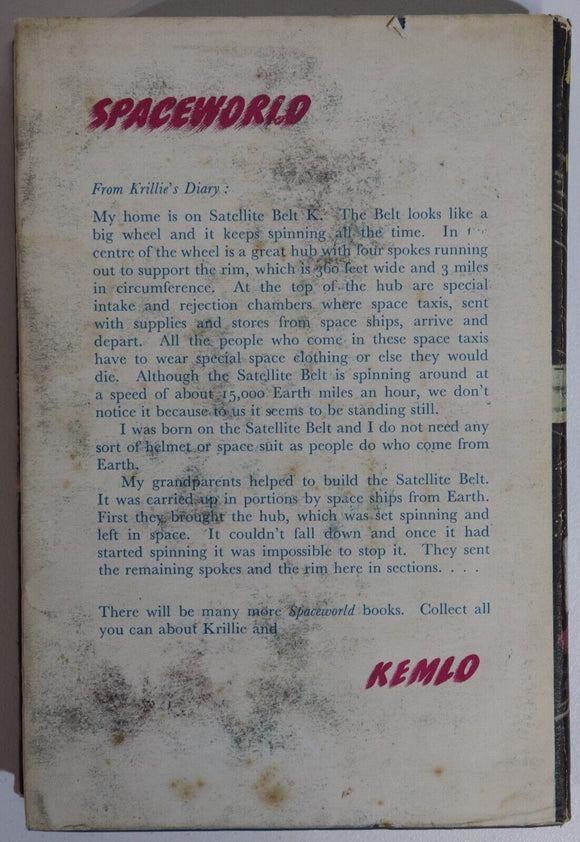 SPACEWORLD
From Krillie's Diary :
My home is on Satellite Belt K. The Belt looks like a
big wheel and it keeps spinning all the time. In
centre of the wheel is a great hub with four spokes running
out to support the rim, which is 360 feet wide and 3 miles
in circumference. At the top of the hub are special
intake and rejection chambers where space taxis, sent
with supplies and stores from space ships, arrive and
depart. All the people who come in these space taxis
have to wear special space clothing or else they would
die. Although the Satellite Belt is spinning around at
a speed of about 15,000 Earth miles an hour, we don't
notice it because to us it seems to be standing still.
I was born on the Satellite Belt and I do not need any
sort of helmet or space suit as people do who come from
Earth.
My grandparents helped to build the Satellite Belt.
It was carried up in portions by space ships from Earth.
First they brought the hub, which was set spinning and
left in space. It couldn't fall down and once it had
started spinning it was impossible to stop it. They sent
the remaining spokes and the rim here in sections. . . .
There will be many more Spaceworld books. Collect all
you can about Krillie and
KEMLO